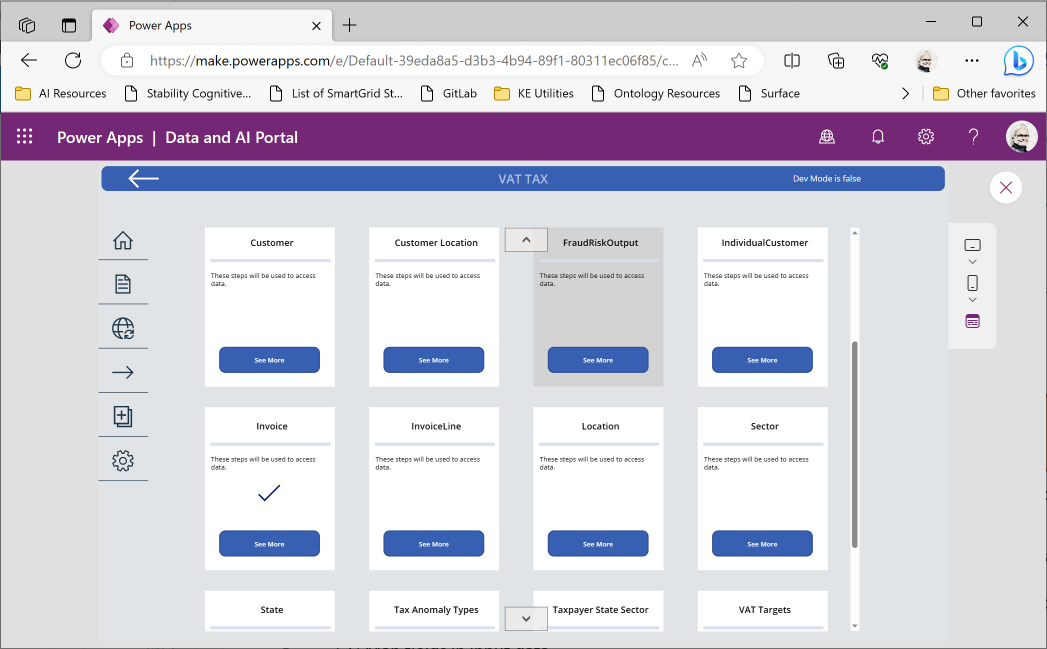 Power Apps
https://make.powerapps.com/e/Default-39eda8a5-d3b3-4b94-89f1-80311ec06f85/c...
AI Resources
Stability Cognitive...
List of SmartGrid St...
GitLab
KE Utilities
Ontology Resources
Surface
Other favorites
Power Apps | Data and AI Portal
VAT TAX
Dev Mode is false
Customer
Customer Location
FraudRiskOutput
IndividualCustomer
These steps will be used to access
data.
These steps will be used to access
data.
These steps will be used to access
data.
These steps will be used to access
data.
See More
See More
See More
See More
Invoice
InvoiceLine
Location
Sector
These steps will be used to access
data.
These steps will be used to access
data.
These steps will be used to access
data.
These steps will be used to access
data.
See More
See More
See More
See More
State
Tax Anomaly Types
Taxpayer State Sector
VAT Targets